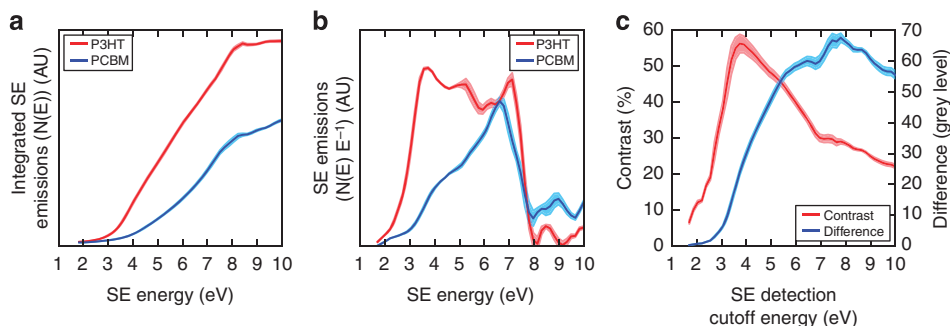 a
Integrated SE
emissions (N(E)) (AU)
P3HT
PCBM
1 2 3 4 5 6 7 8 9 10
SE energy (eV)
b
SE emissions
(N(E) E⁻¹) (AU)
P3HT
PCBM
1 2 3 4 5 6 7 8 9 10
SE energy (eV)
c
Contrast (%)
60
50
40
30
20
10
0
Contrast
Difference
70
60
50
40
30
20
10
0
Difference (grey level)
1 2 3 4 5 6 7 8 9 10
SE detection
cutoff energy (eV)